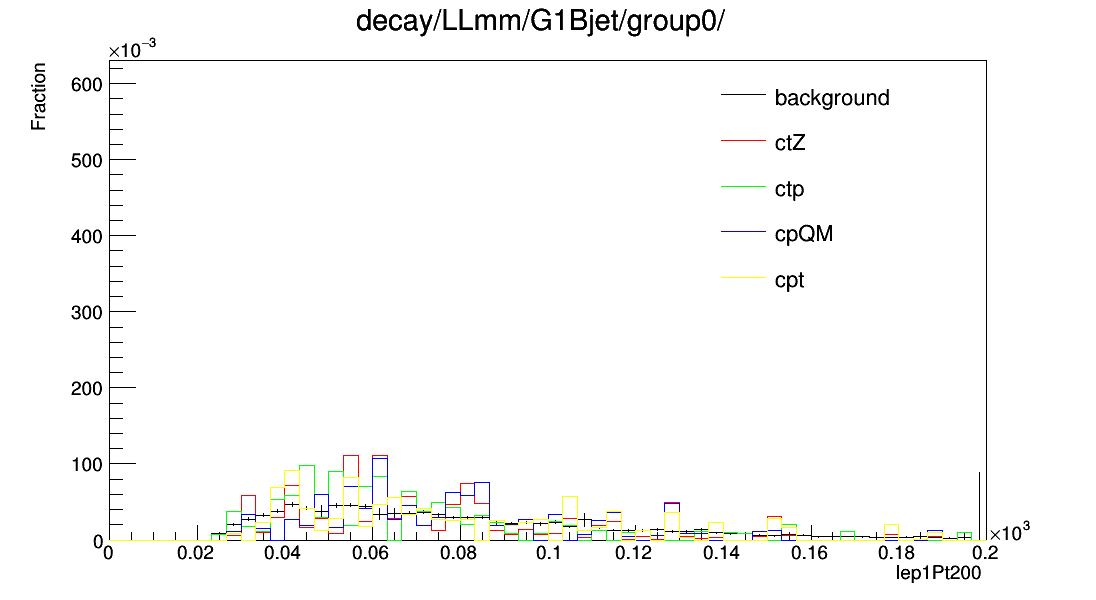 decay/LLmm/G1Bjet/group0/
×10⁻³
Fraction
600
500
400
300
200
100
0
background
ctZ
ctp
cpQM
cpt
0 0.02 0.04 0.06 0.08 0.1 0.12 0.14 0.16 0.18 0.2
×10³
lep1Pt200